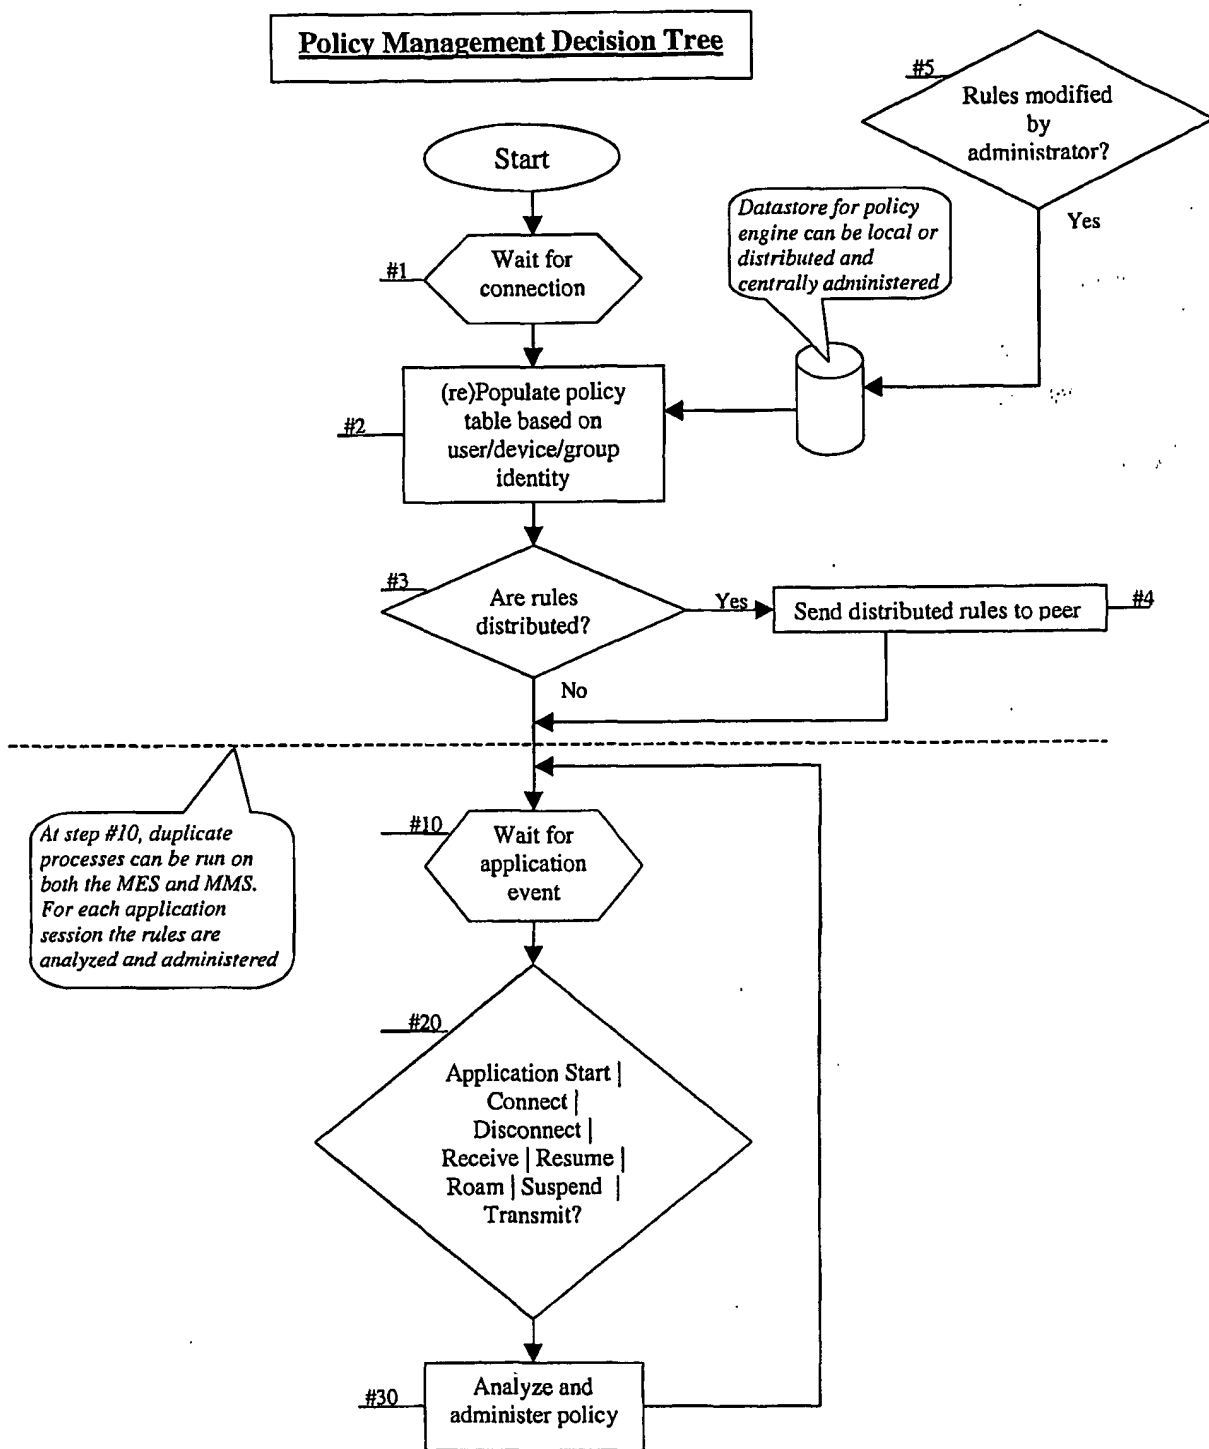 Policy Management Decision Tree
#5
Rules modified
by
administrator?
Yes
Start
Datastore for policy
engine can be local or
distributed and
centrally administered
#1
Wait for
connection
#2
(re)Populate policy
table based on
user/device/group
identity
#3
Are rules
distributed?
Yes
Send distributed rules to peer
#4
No
At step #10, duplicate
processes can be run on
both the MES and MMS.
For each application
session the rules are
analyzed and administered
#10
Wait for
application
event
#20
Application Start |
Connect |
Disconnect |
Receive | Resume |
Roam | Suspend |
Transmit?
#30
Analyze and
administer policy